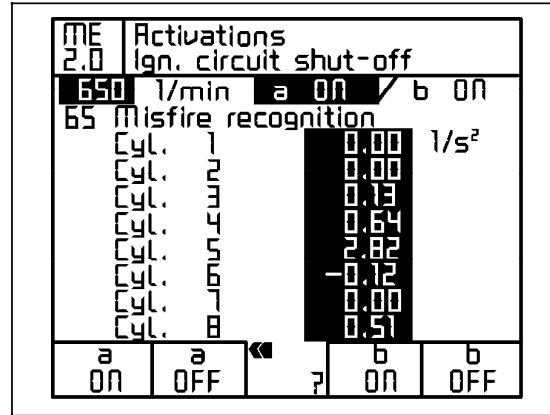 ME Activations
2.0 Ign. circuit shut-off
650 1/min a ON / b ON
65 Misfire recognition
Cyl. 1 0.00 1/s²
Cyl. 2 0.00
Cyl. 3 0.13
Cyl. 4 0.64
Cyl. 5 2.82
Cyl. 6 -0.12
Cyl. 7 0.00
Cyl. 8 0.51
a a « b b
ON OFF ? ON OFF